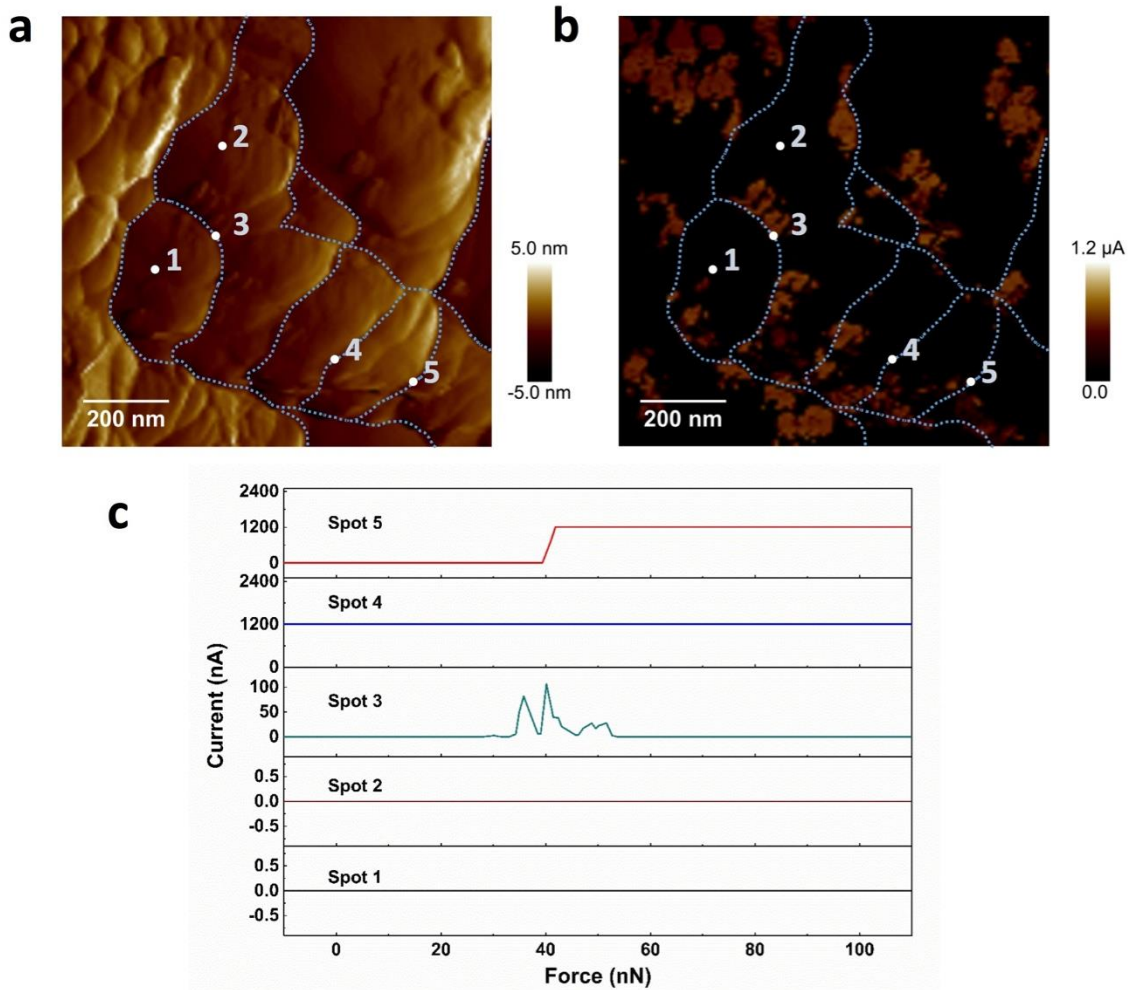 a
b
2
3
1
4
5
200 nm
5.0 nm
-5.0 nm
2
3
1
4
5
200 nm
1.2 µA
0.0
c
Current (nA)
2400
1200
0
Spot 5
2400
1200
0
Spot 4
100
50
0
Spot 3
0.5
0.0
-0.5
Spot 2
0.5
0.0
-0.5
Spot 1
0 20 40 60 80 100
Force (nN)